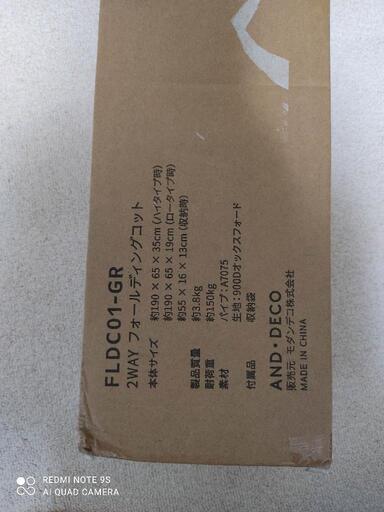 FLDC01-GR
2WAY フォールディングコット
本体サイズ 約190 × 65 × 35cm (ハイタイプ時)
約190 × 65 × 19cm (ロータイプ時)
約55 × 16 × 13cm (収納時)
製品質量 約3.8kg
耐荷重 約150kg
素材 パイプ : A7075
生地 : 900Dオックスフォード
付属品 収納袋
AND・DECO
販売元 モダンデコ株式会社
MADE IN CHINA
REDMI NOTE 9S
AI QUAD CAMERA